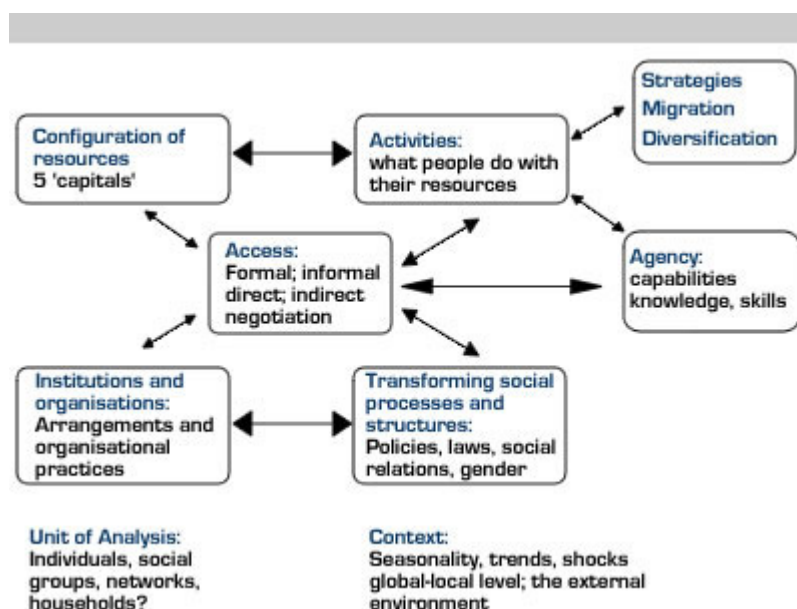 Strategies
Migration
Diversification
Configuration of
resources
5 'capitals'
Activities:
what people do with
their resources
Access:
Formal; informal
direct; indirect
negotiation
Agency:
capabilities
knowledge, skills
Institutions and
organisations:
Arrangements and
organisational
practices
Transforming social
processes and
structures:
Policies, laws, social
relations, gender
Unit of Analysis:
Individuals, social
groups, networks,
households?
Context:
Seasonality, trends, shocks
global-local level; the external
environment